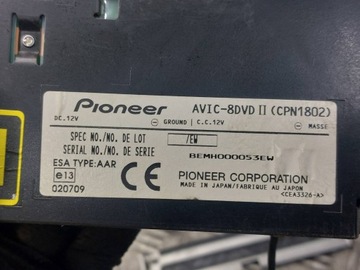 Pioneer AVIC-8DVD II (CPN1802)
DC.12V ⊖ GROUND / C.C.12V ⊖ MASSE
SPEC NO./NO. DE LOT /EW
SERIAL NO./NO. DE SERIE BEMH000053EW
ESA TYPE:AAR
e13 CE PIONEER CORPORATION
020709 MADE IN JAPAN/FABRIQUE AU JAPON
<CEA3326-A>